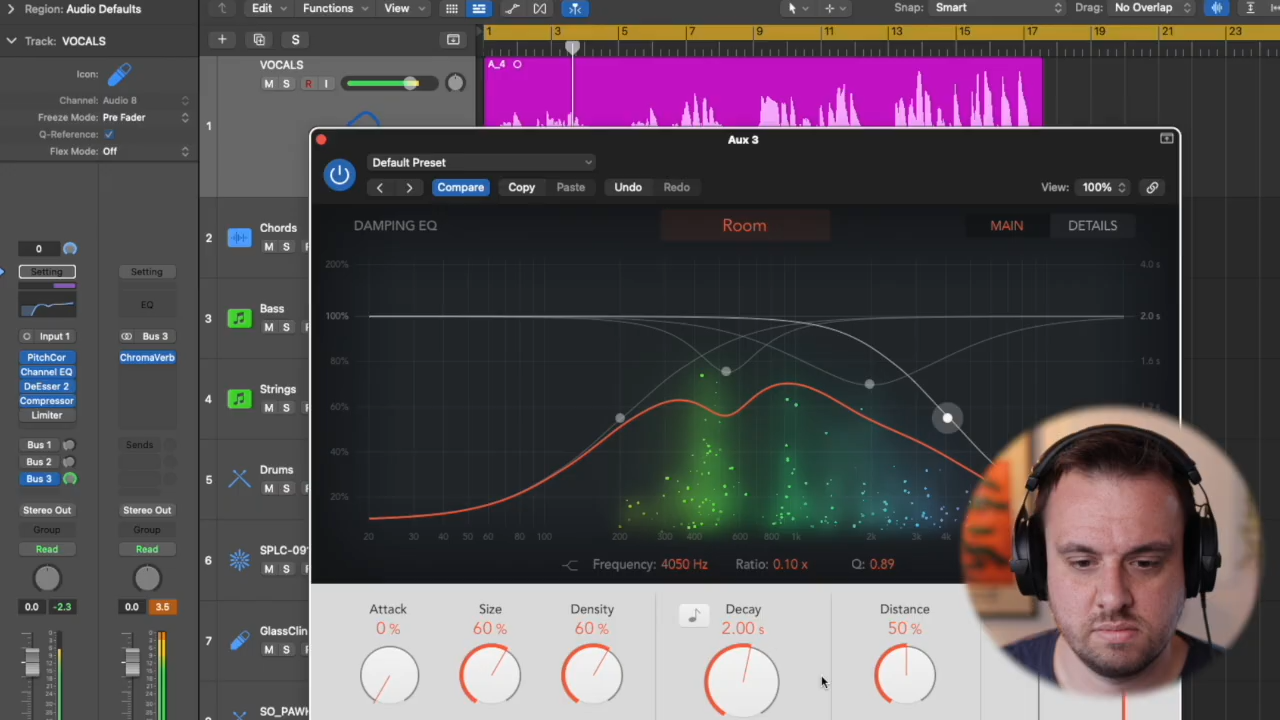 Region: Audio Defaults
Edit
Functions
View
Snap: Smart
Drag: No Overlap
Track: VOCALS
S
1 3 5 7 9 11 13 15 17 19 21 23
Icon:
Channel: Audio 8
Freeze Mode: Pre Fader
Q-Reference:
Flex Mode: Off
VOCALS
M S R I
1
A_4
Aux 3
Default Preset
Compare Copy Paste Undo Redo
View: 100%
DAMPING EQ
Room
MAIN DETAILS
2 Chords
M S
3 Bass
M S
4 Strings
M S
5 Drums
M S
6 SPLC-09
M S
7 GlassClin
M S
SO_PAWH
200% 4.0 s
100% 2.0 s
80% 1.6 s
60%
40%
20%
20 30 40 50 60 80 100 200 300 400 600 800 1k 2k 3k 4k
Frequency: 4050 Hz Ratio: 0.10 x Q: 0.89
Attack Size Density Decay Distance
0 % 60 % 60 % 2.00 s 50 %
0
Setting Setting
EQ
Input 1 Bus 3
PitchCor ChromaVerb
Channel EQ
DeEsser 2
Compressor
Limiter
Bus 1 Sends
Bus 2
Bus 3
Stereo Out Stereo Out
Group Group
Read Read
0.0 -2.3 0.0 3.5